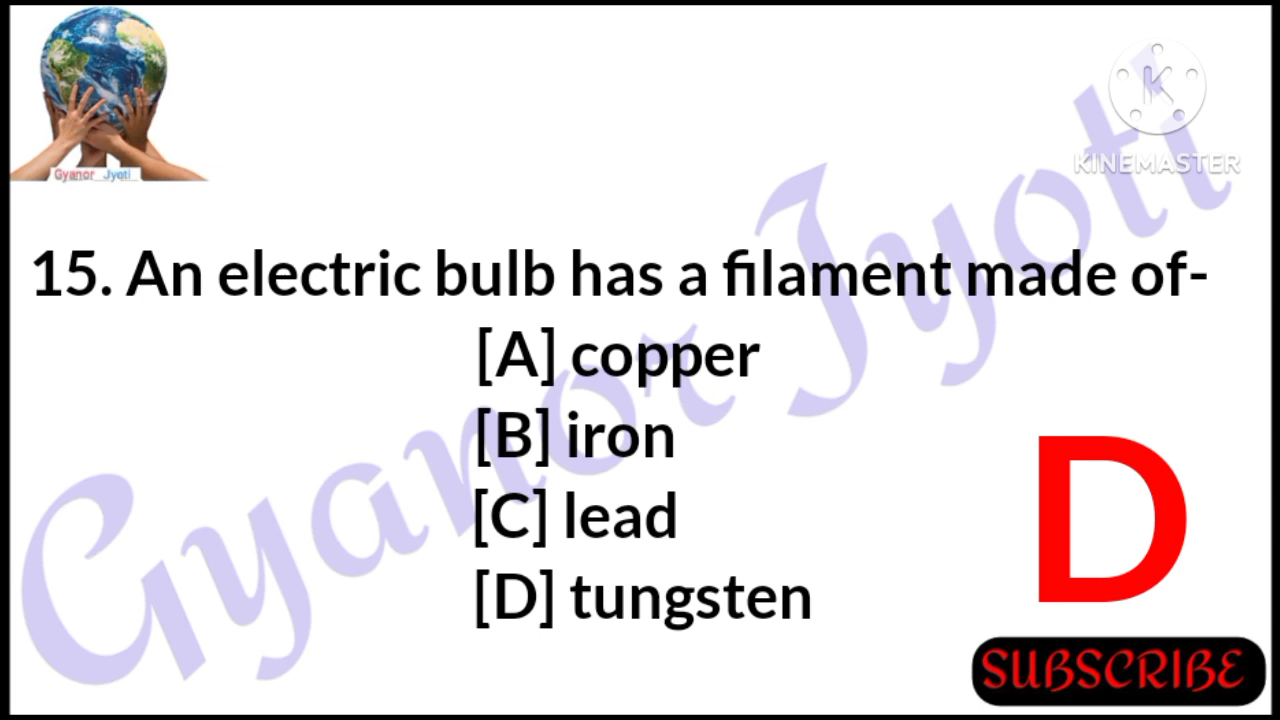 Gyanor Jyoti
K
KINEMASTER
Gyanor Jyoti
15. An electric bulb has a filament made of-
[A] copper
[B] iron
[C] lead
[D] tungsten
D
SUBSCRIBE